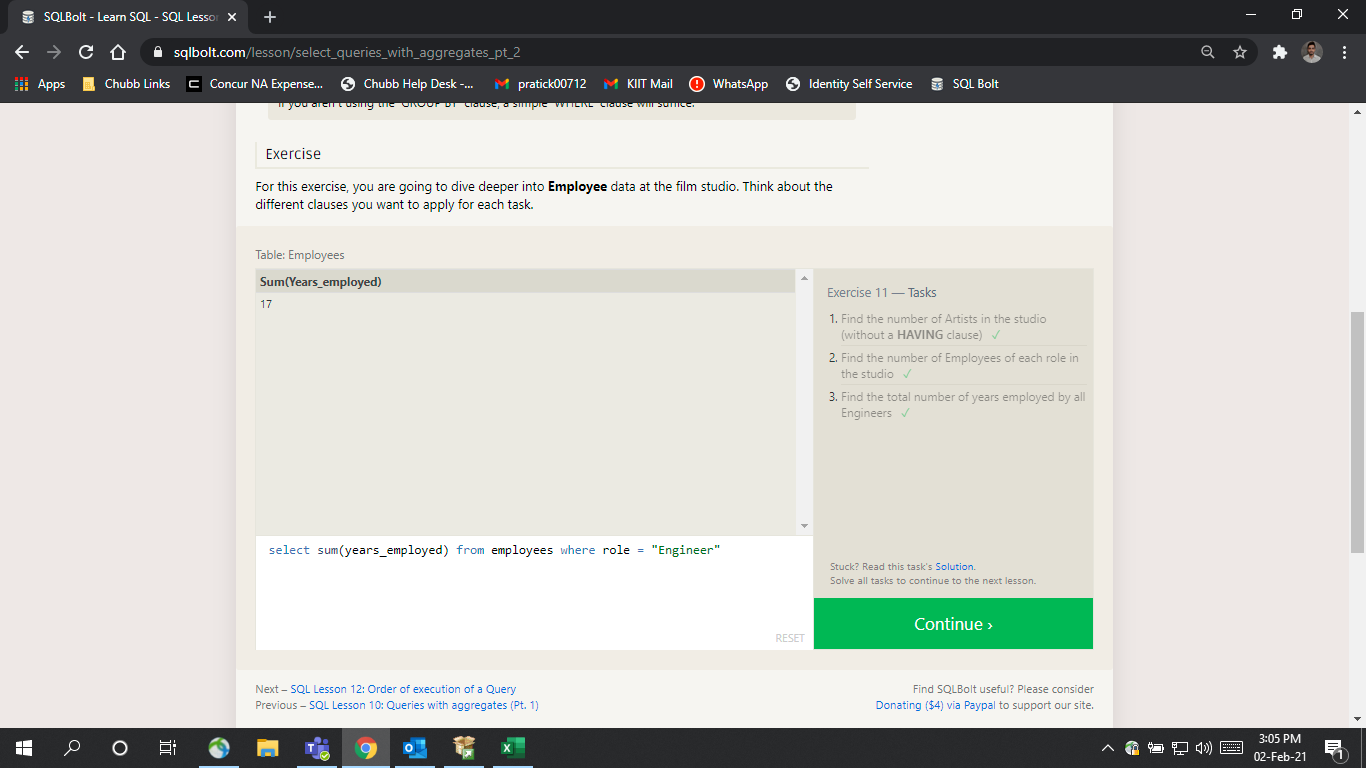 SQLBolt - Learn SQL - SQL Lesson
sqlbolt.com/lesson/select_queries_with_aggregates_pt_2
Apps Chubb Links Concur NA Expense... Chubb Help Desk -... pratick00712 KIIT Mail WhatsApp Identity Self Service SQL Bolt
If you aren't using the `GROUP BY` clause, a simple `WHERE` clause will suffice.
Exercise
For this exercise, you are going to dive deeper into Employee data at the film studio. Think about the
different clauses you want to apply for each task.
Table: Employees
Sum(Years_employed)
17
select sum(years_employed) from employees where role = "Engineer"
RESET
Exercise 11 — Tasks
1. Find the number of Artists in the studio
(without a HAVING clause) ✓
2. Find the number of Employees of each role in
the studio ✓
3. Find the total number of years employed by all
Engineers ✓
Stuck? Read this task's Solution.
Solve all tasks to continue to the next lesson.
Continue ›
Next – SQL Lesson 12: Order of execution of a Query
Previous – SQL Lesson 10: Queries with aggregates (Pt. 1)
Find SQLBolt useful? Please consider
Donating ($4) via Paypal to support our site.
3:05 PM
02-Feb-21
1